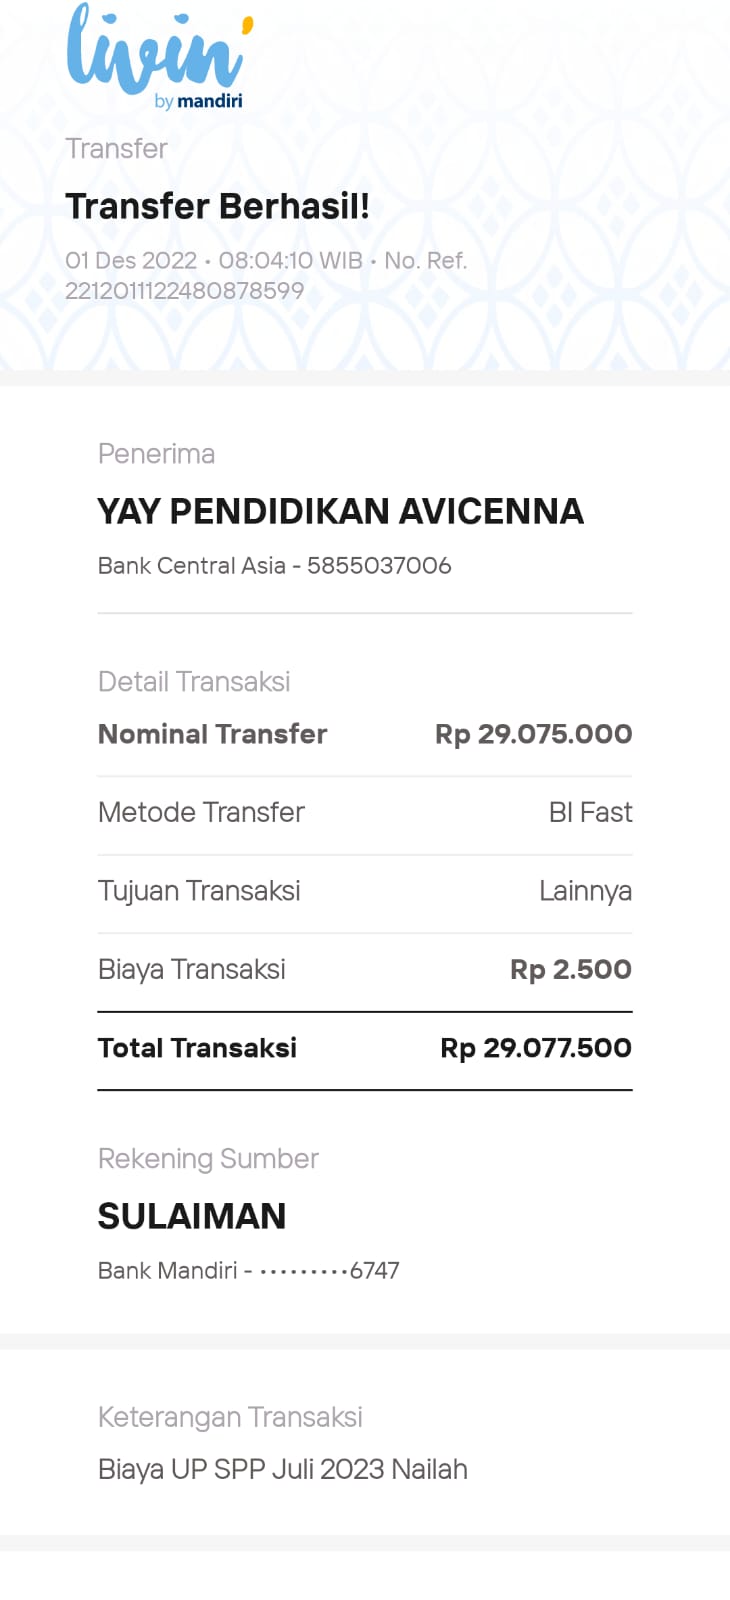 livin'
by mandiri
Transfer
Transfer Berhasil!
01 Des 2022 • 08:04:10 WIB • No. Ref.
2212011122480878599
Penerima
YAY PENDIDIKAN AVICENNA
Bank Central Asia - 5855037006
Detail Transaksi
Nominal Transfer Rp 29.075.000
Metode Transfer BI Fast
Tujuan Transaksi Lainnya
Biaya Transaksi Rp 2.500
Total Transaksi Rp 29.077.500
Rekening Sumber
SULAIMAN
Bank Mandiri - •••••••••6747
Keterangan Transaksi
Biaya UP SPP Juli 2023 Nailah